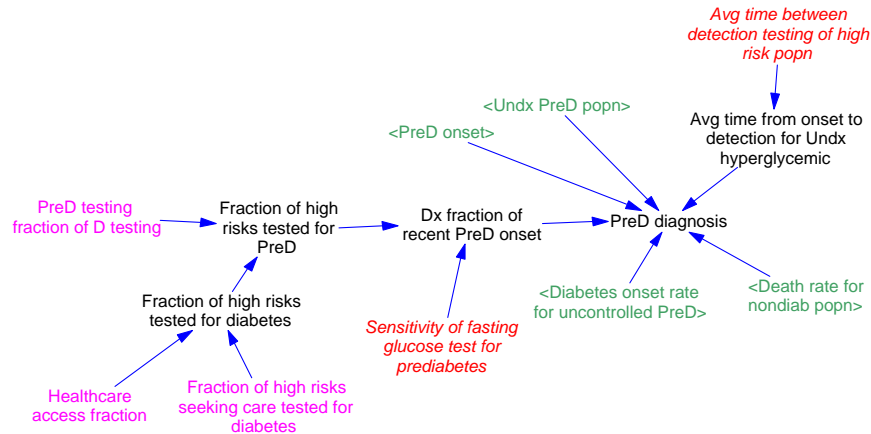 Avg time between
detection testing of high
risk popn
<Undx PreD popn>
<PreD onset>
Avg time from onset to
detection for Undx
hyperglycemic
PreD testing
fraction of D testing
Fraction of high
risks tested for
PreD
Dx fraction of
recent PreD onset
PreD diagnosis
Fraction of high risks
tested for diabetes
<Diabetes onset rate
for uncontrolled PreD>
<Death rate for
nondiab popn>
Sensitivity of fasting
glucose test for
prediabetes
Healthcare
access fraction
Fraction of high risks
seeking care tested for
diabetes